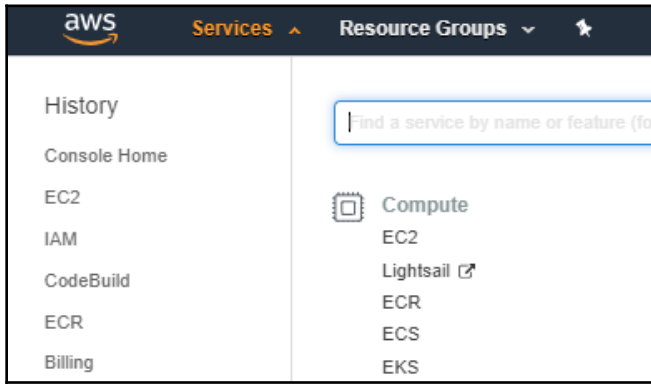 aws Services Resource Groups
History
Console Home
EC2
IAM
CodeBuild
ECR
Billing
Find a service by name or feature (fo
Compute
EC2
Lightsail
ECR
ECS
EKS